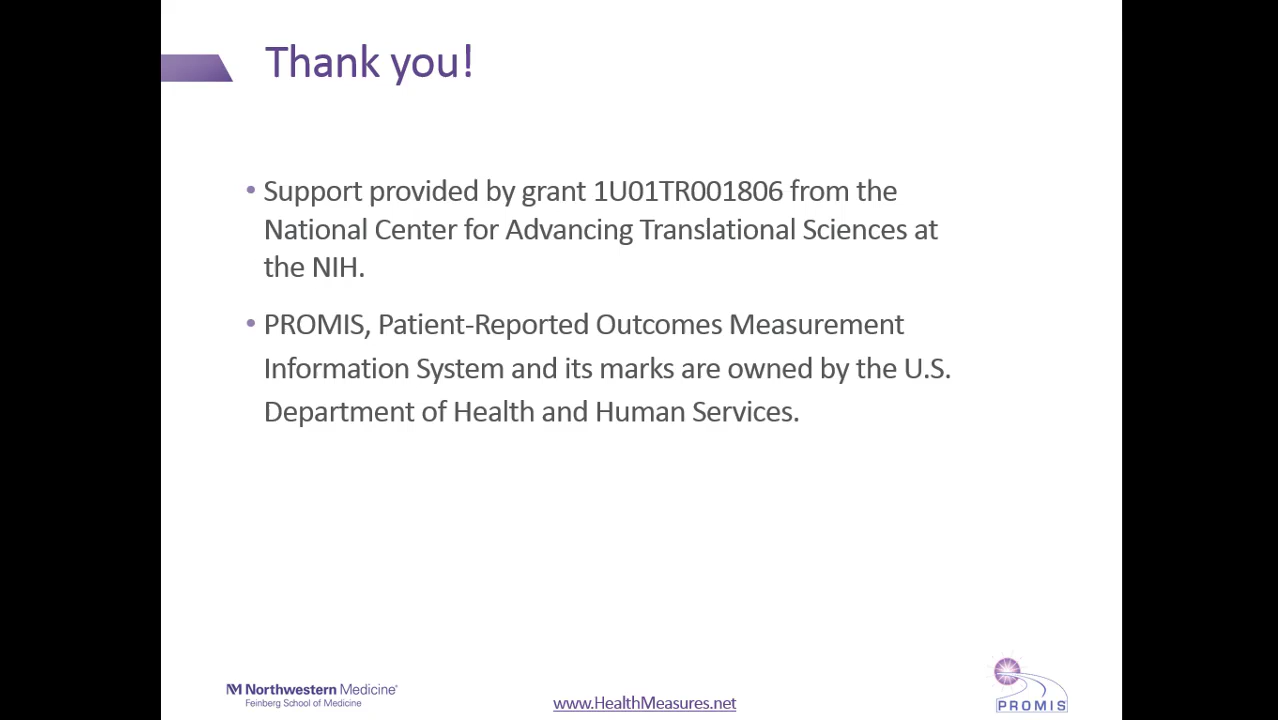 Thank you!
• Support provided by grant 1U01TR001806 from the
National Center for Advancing Translational Sciences at
the NIH.
• PROMIS, Patient-Reported Outcomes Measurement
Information System and its marks are owned by the U.S.
Department of Health and Human Services.
Northwestern Medicine®
Feinberg School of Medicine
www.HealthMeasures.net
PROMIS